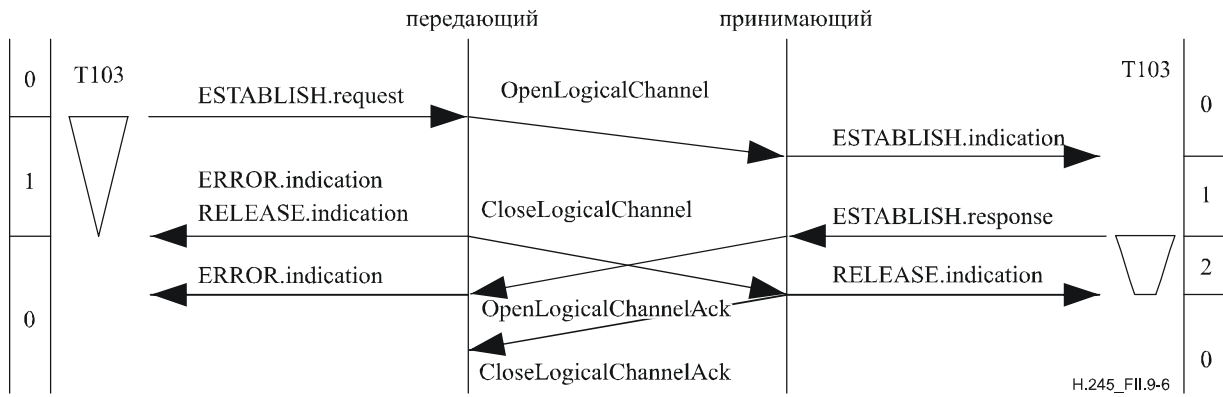 передающий
принимающий
T103
T103
0
0
ESTABLISH.request
OpenLogicalChannel
ESTABLISH.indication
1
ERROR.indication
RELEASE.indication
CloseLogicalChannel
ESTABLISH.response
1
ERROR.indication
RELEASE.indication
2
OpenLogicalChannelAck
0
CloseLogicalChannelAck
0
H.245_FII.9-6